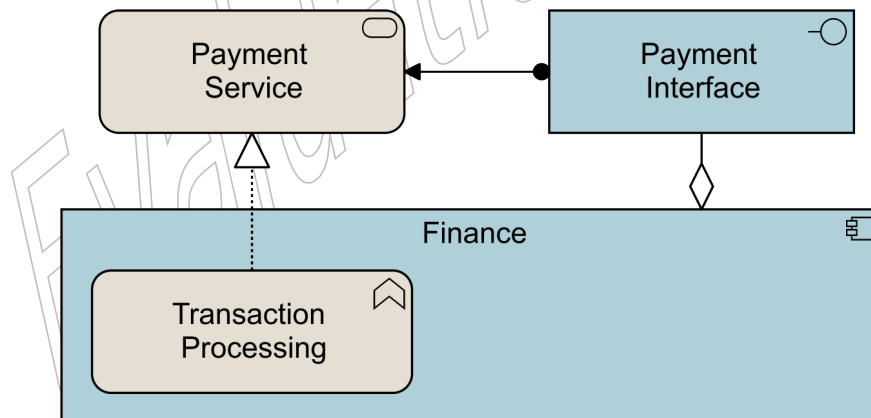 Payment
Service
Payment
Interface
Finance
Transaction
Processing